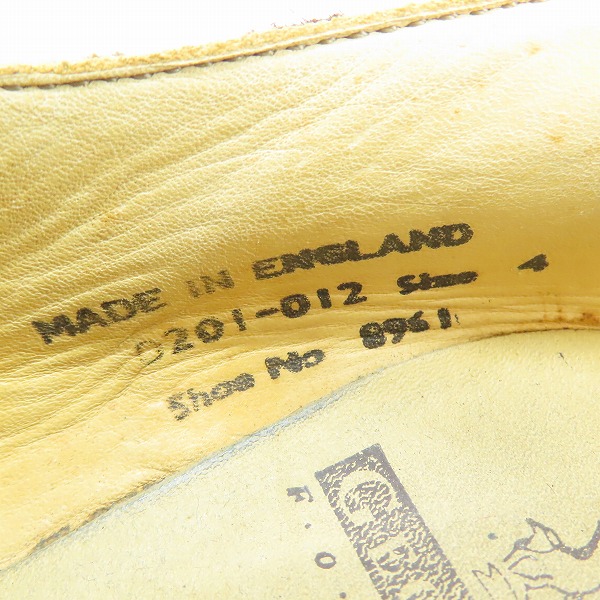 MADE IN ENGLAND
0201-012 Size 4
Shoe No 8961
F.O